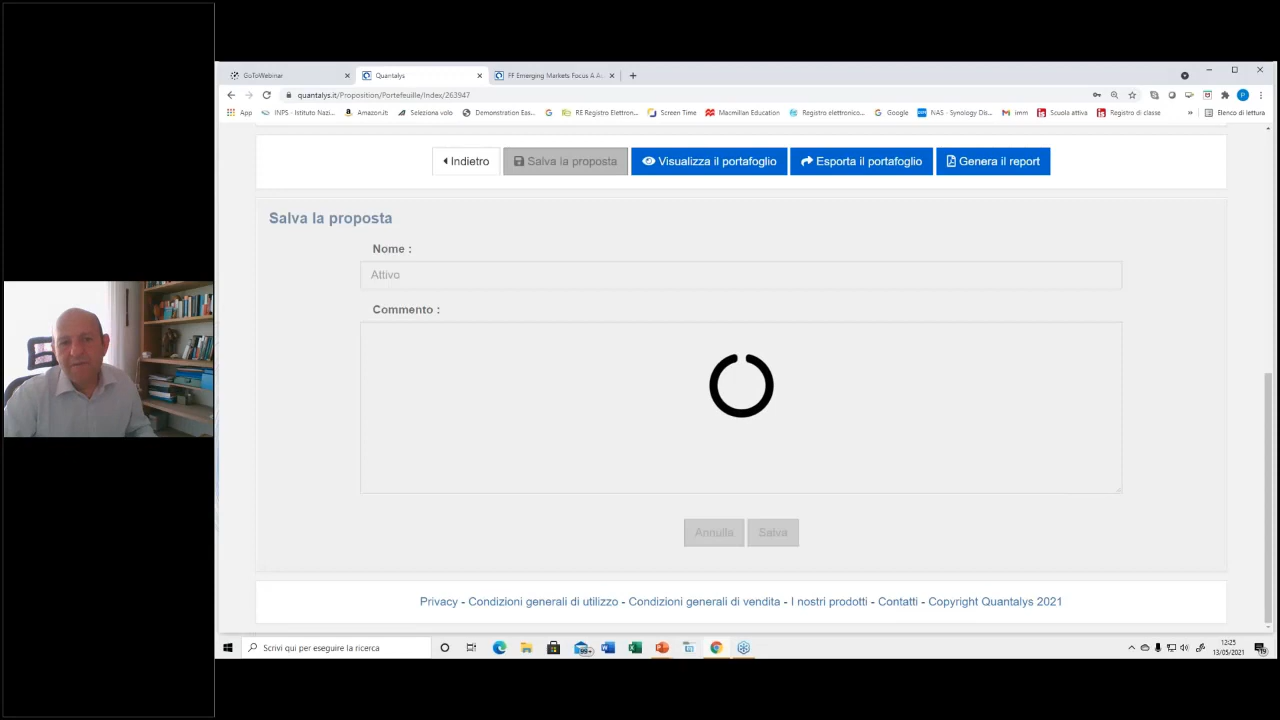 GoToWebinar
Quantalys
FF Emerging Markets Focus A A
quantalys.it/Proposition/Portefeuille/Index/263947
App
INPS - Istituto Nazi...
Amazon.it:
Seleziona volo
Demonstration Eas...
RE Registro Elettron...
Screen Time
Macmillan Education
Registro elettronico...
Google
NAS - Synology Dis...
imm
Scuola attiva
Registro di classe
»
Elenco di lettura
Indietro
Salva la proposta
Visualizza il portafoglio
Esporta il portafoglio
Genera il report
Salva la proposta
Nome :
Attivo
Commento :
Annulla
Salva
Privacy - Condizioni generali di utilizzo - Condizioni generali di vendita - I nostri prodotti - Contatti - Copyright Quantalys 2021
Scrivi qui per eseguire la ricerca
99+
12:25
13/05/2021